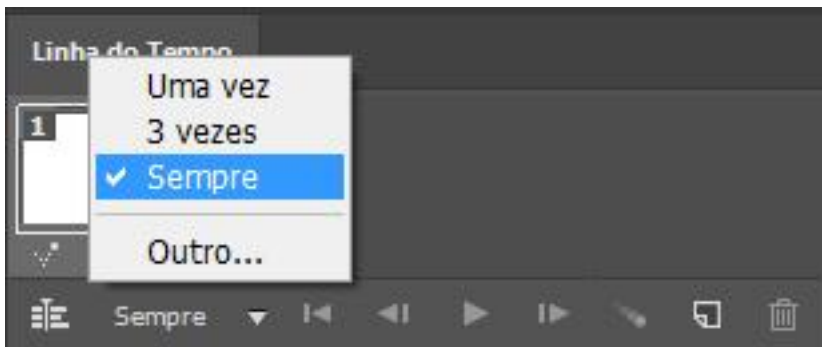 Linha do Tempo
Uma vez
1
3 vezes
Sempre
Outro...
Sempre